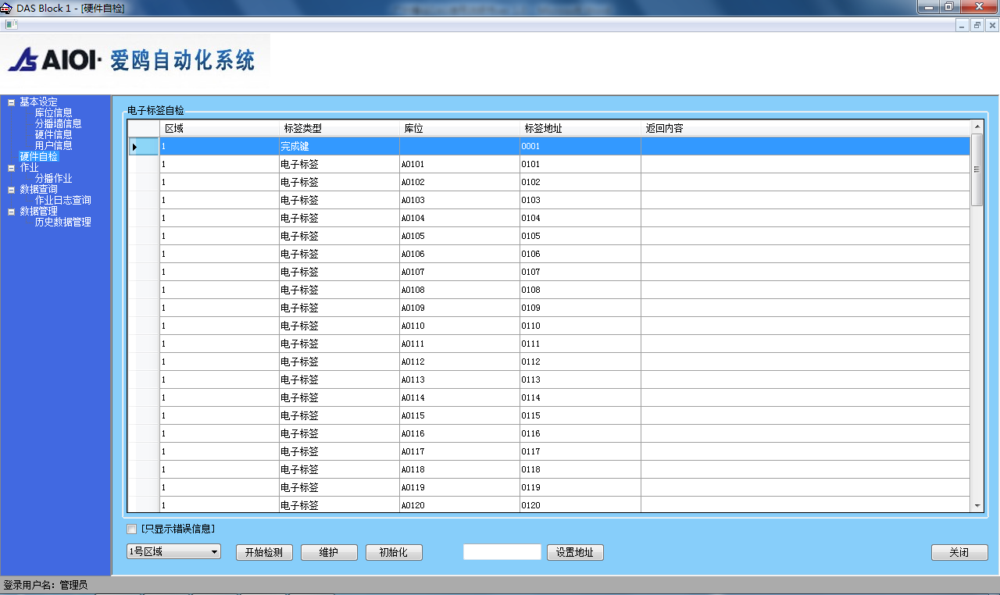 DAS Block 1 - [硬件自检]
AIOI· 爱鸥自动化系统
基本设定
库位信息
分播墙信息
硬件信息
用户信息
硬件自检
作业
分播作业
数据查询
作业日志查询
数据管理
历史数据管理
电子标签自检
区域 标签类型 库位 标签地址 返回内容
1 完成键 0001
1 电子标签 A0101 0101
1 电子标签 A0102 0102
1 电子标签 A0103 0103
1 电子标签 A0104 0104
1 电子标签 A0105 0105
1 电子标签 A0106 0106
1 电子标签 A0107 0107
1 电子标签 A0108 0108
1 电子标签 A0109 0109
1 电子标签 A0110 0110
1 电子标签 A0111 0111
1 电子标签 A0112 0112
1 电子标签 A0113 0113
1 电子标签 A0114 0114
1 电子标签 A0115 0115
1 电子标签 A0116 0116
1 电子标签 A0117 0117
1 电子标签 A0118 0118
1 电子标签 A0119 0119
1 电子标签 A0120 0120
[只显示错误信息]
1号区域 开始检测 维护 初始化 设置地址 关闭
登录用户名: 管理员